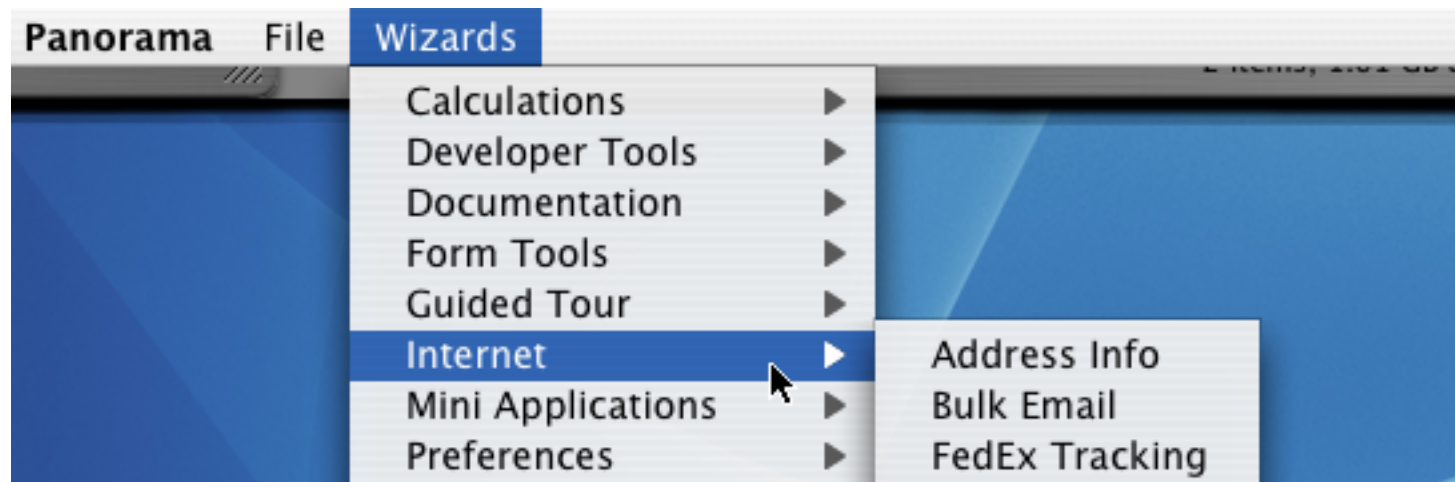 Panorama File Wizards
Calculations
Developer Tools
Documentation
Form Tools
Guided Tour
Internet
Mini Applications
Preferences
Address Info
Bulk Email
FedEx Tracking